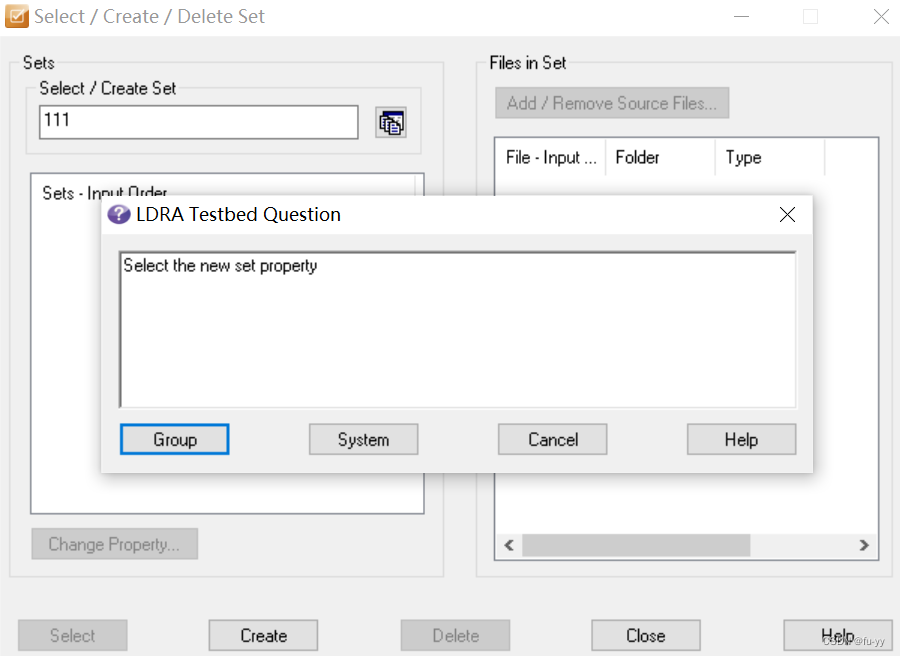 Select / Create / Delete Set
Sets
Select / Create Set
111
Sets - Input Order
Change Property...
Files in Set
Add / Remove Source Files...
File - Input ... Folder Type
LDRA Testbed Question
Select the new set property
Group System Cancel Help
Select Create Delete Close Help
CSDN @fu-yy